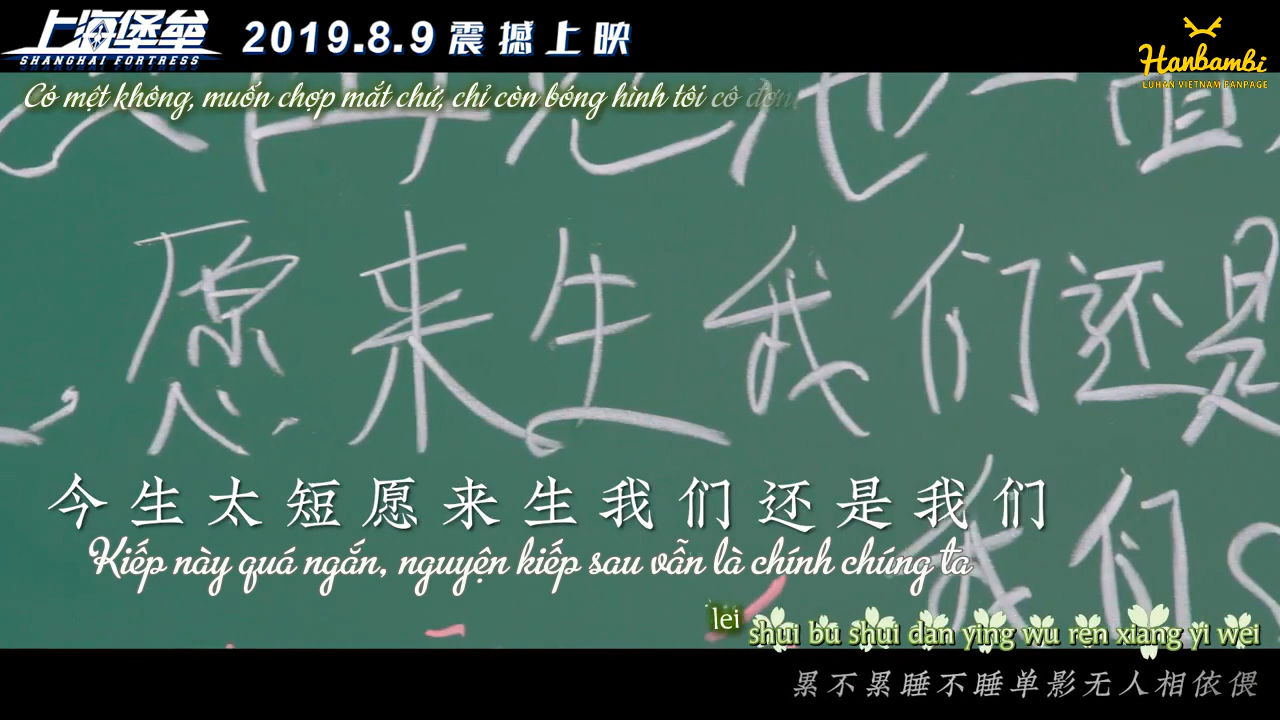 上海堡垒
SHANGHAI FORTRESS
2019.8.9 震撼上映
Hanbambi
LUHAN VIETNAM FANPAGE
Có mệt không, muốn chợp mắt chứ, chỉ còn bóng hình tôi cô đơn
一直
愿来生我们还是
我们
今生太短愿来生我们还是我们
Kiếp này quá ngắn, nguyện kiếp sau vẫn là chính chúng ta
lei shui bu shui dan ying wu ren xiang yi wei
累不累睡不睡单影无人相依偎